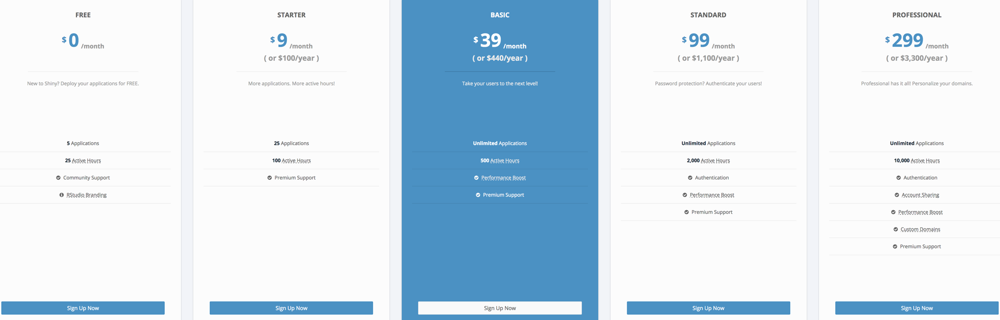 FREE
$ 0 /month
New to Shiny? Deploy your applications for FREE.
5 Applications
25 Active Hours
Community Support
RStudio Branding
Sign Up Now
STARTER
$ 9 /month
( or $100/year )
More applications. More active hours!
25 Applications
100 Active Hours
Premium Support
Sign Up Now
BASIC
$ 39 /month
( or $440/year )
Take your users to the next level!
Unlimited Applications
500 Active Hours
Performance Boost
Premium Support
Sign Up Now
STANDARD
$ 99 /month
( or $1,100/year )
Password protection? Authenticate your users!
Unlimited Applications
2,000 Active Hours
Authentication
Performance Boost
Premium Support
Sign Up Now
PROFESSIONAL
$ 299 /month
( or $3,300/year )
Professional has it all! Personalize your domains.
Unlimited Applications
10,000 Active Hours
Authentication
Account Sharing
Performance Boost
Custom Domains
Premium Support
Sign Up Now